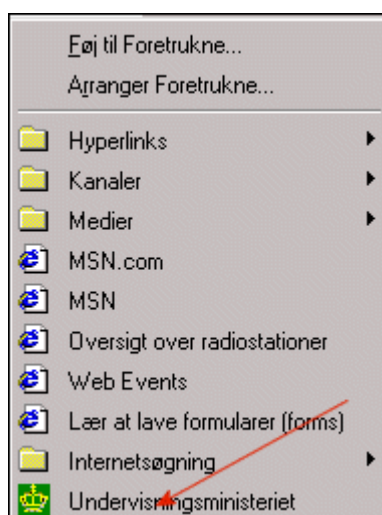 Føj til Foretrukne...
Arranger Foretrukne...
Hyperlinks
Kanaler
Medier
MSN.com
MSN
Oversigt over radiostationer
Web Events
Lær at lave formularer (forms)
Internetsøgning
Undervisningsministeriet